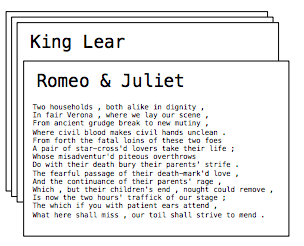 King Lear
Romeo & Juliet
Two households , both alike in dignity ,
In fair Verona , where we lay our scene ,
From ancient grudge break to new mutiny ,
Where civil blood makes civil hands unclean .
From forth the fatal loins of these two foes
A pair of star-cross'd lovers take their life ;
Whose misadventur'd piteous overthrows
Do with their death bury their parents' strife .
The fearful passage of their death-mark'd love ,
And the continuance of their parents' rage ,
Which , but their children's end , nought could remove ,
Is now the two hours' traffick of our stage ;
The which if you with patient ears attend ,
What here shall miss , our toil shall strive to mend .